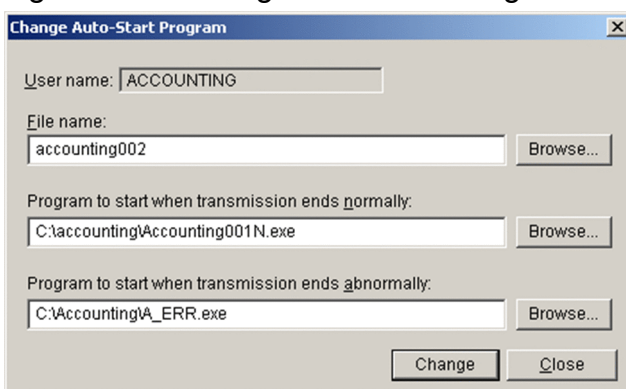 Change Auto-Start Program
User name: ACCOUNTING
File name:
accounting002
Browse...
Program to start when transmission ends normally:
C:\accounting\Accounting001N.exe
Browse...
Program to start when transmission ends abnormally:
C:\Accounting\A_ERR.exe
Browse...
Change Close